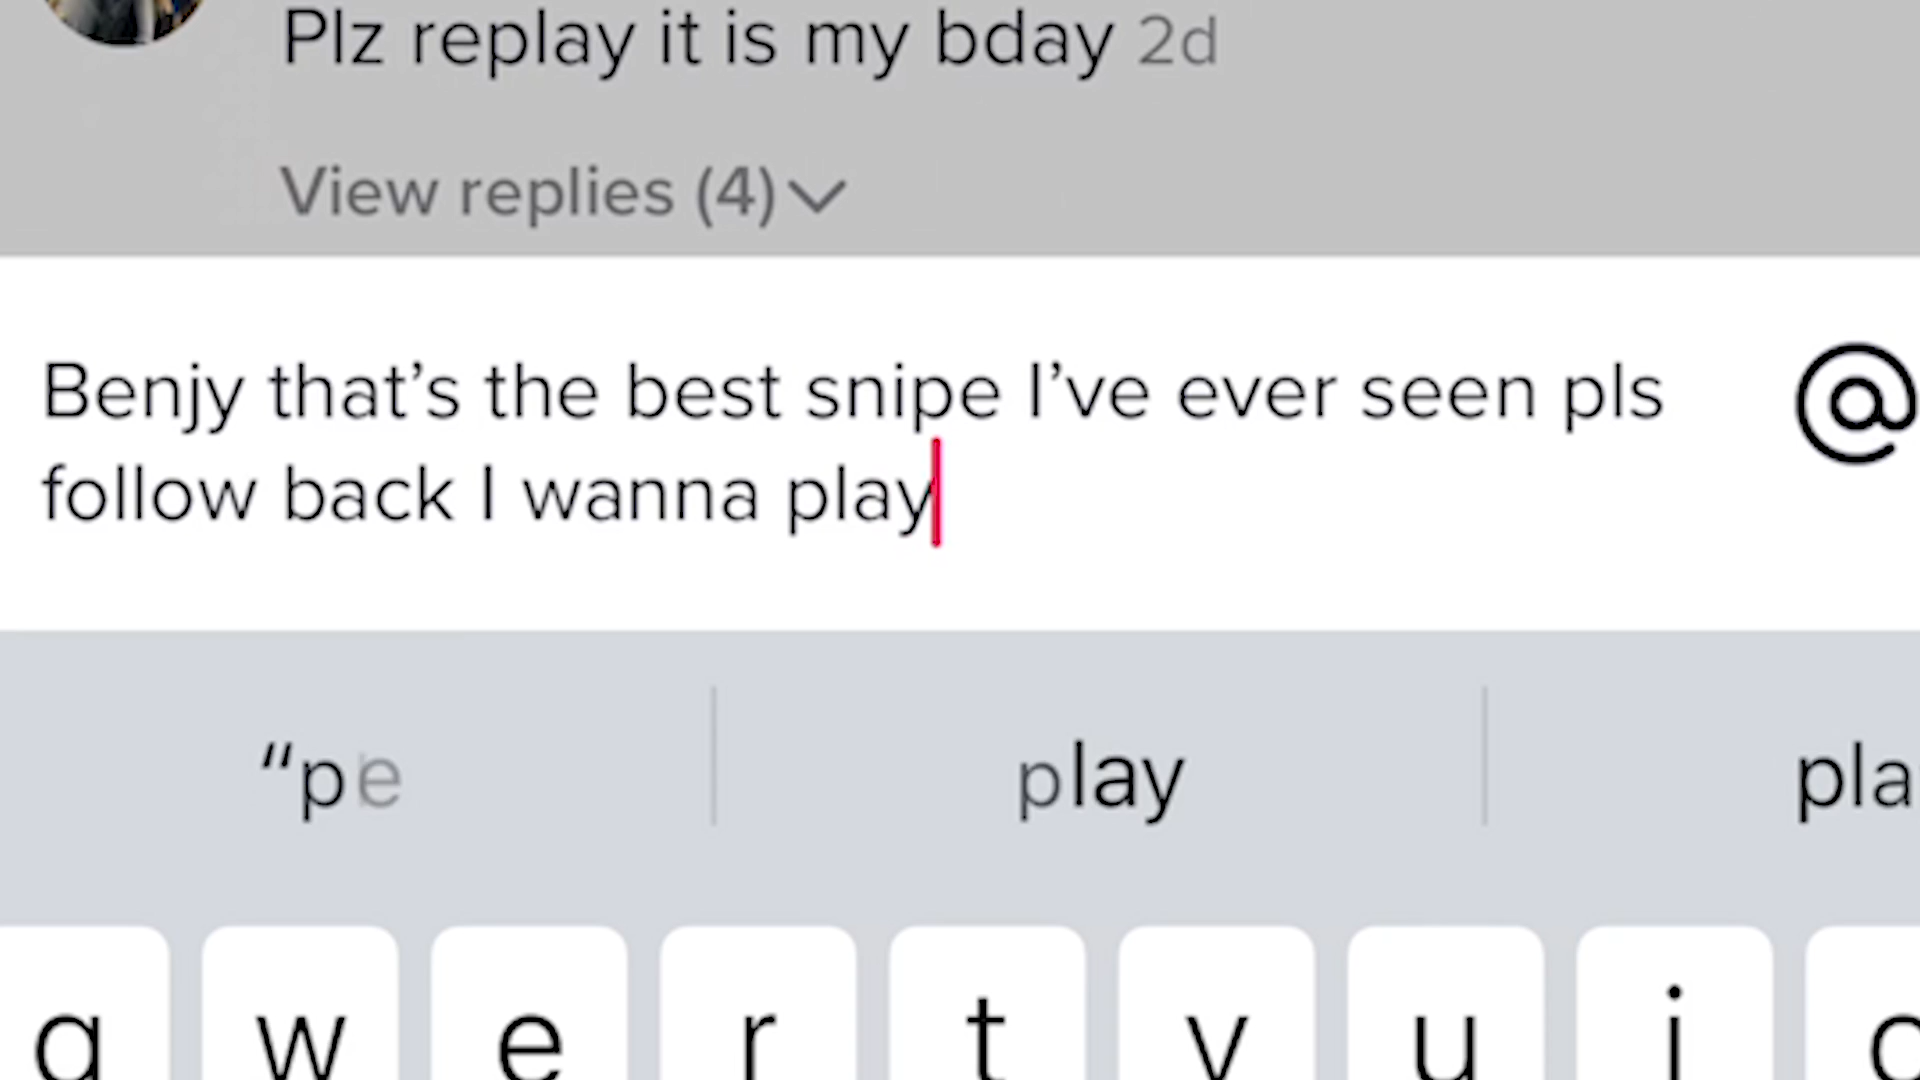 Plz replay it is my bday 2d
View replies (4)
Benjy that’s the best snipe I’ve ever seen pls
follow back I wanna play
@
“p play pla
q w e r t y u i o